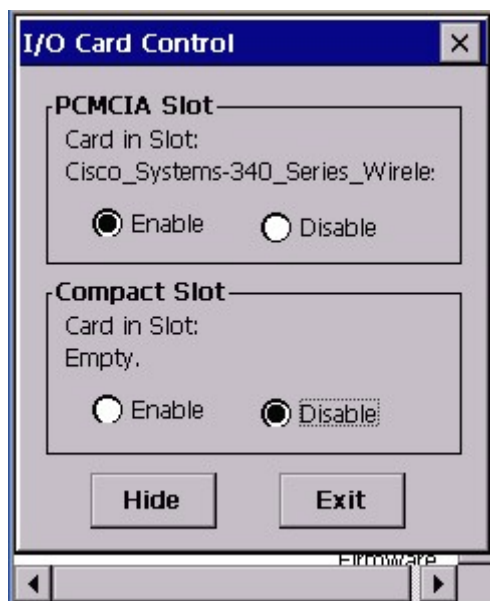 I/O Card Control
PCMCIA Slot
Card in Slot:
Cisco_Systems-340_Series_Wirele
Enable Disable
Compact Slot
Card in Slot:
Empty.
Enable Disable
Hide Exit
Firmware